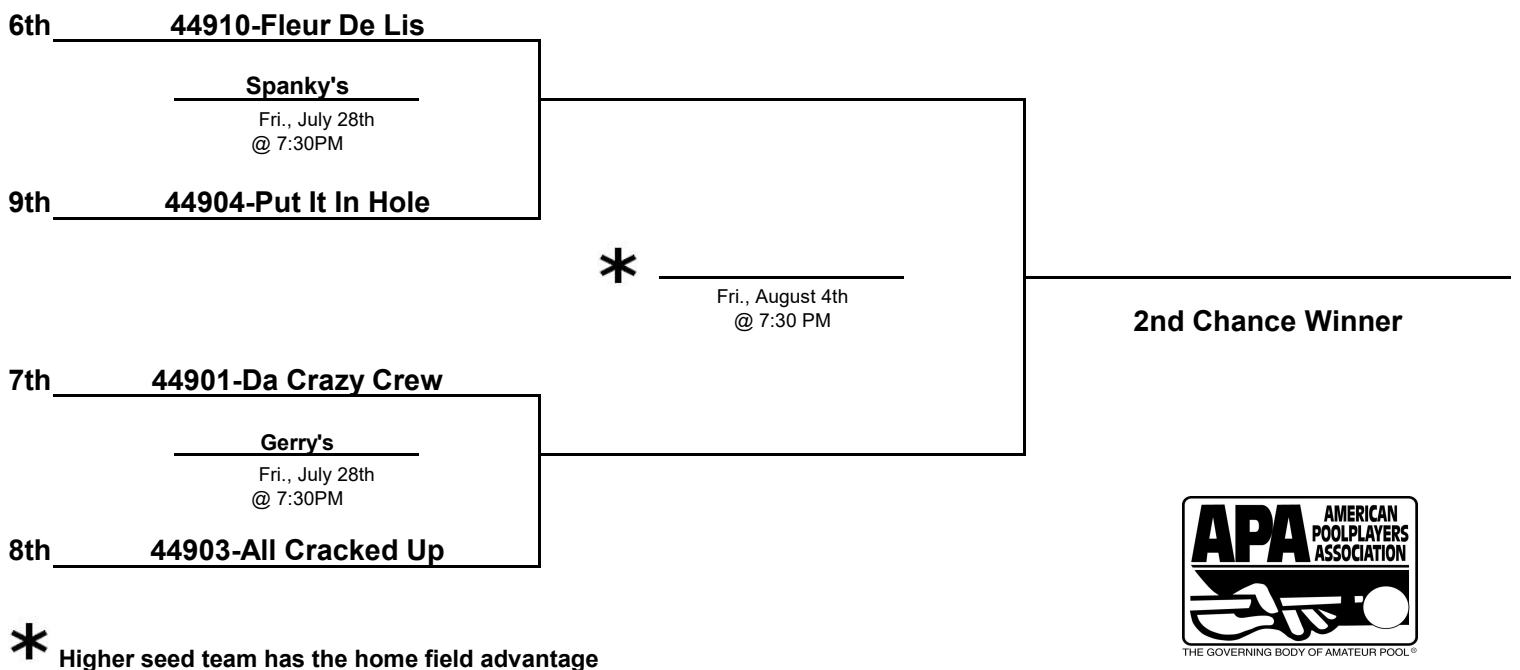 6th 44910-Fleur De Lis
Spanky's
Fri., July 28th
@ 7:30PM
9th 44904-Put It In Hole
* Fri., August 4th
@ 7:30 PM
2nd Chance Winner
7th 44901-Da Crazy Crew
Gerry's
Fri., July 28th
@ 7:30PM
8th 44903-All Cracked Up
* Higher seed team has the home field advantage
APA AMERICAN
POOLPLAYERS
ASSOCIATION
THE GOVERNING BODY OF AMATEUR POOL®